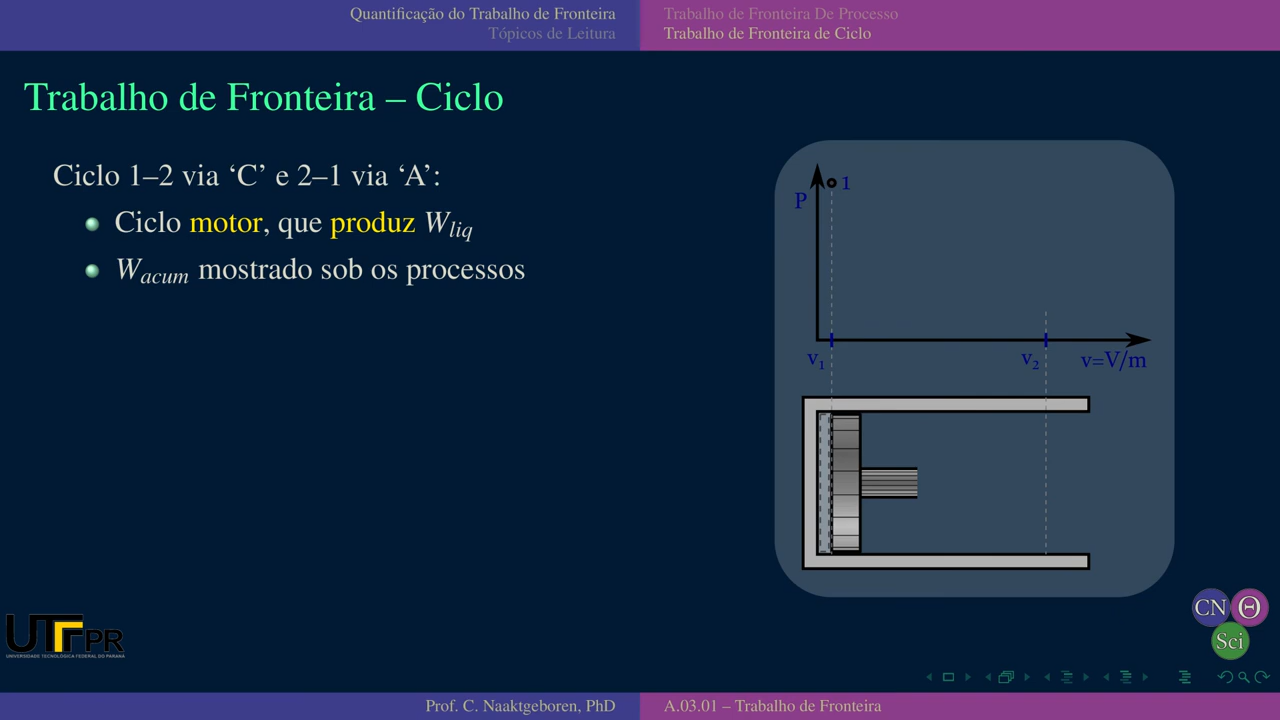 Quantificação do Trabalho de Fronteira
Tópicos de Leitura
Trabalho de Fronteira De Processo
Trabalho de Fronteira de Ciclo
Trabalho de Fronteira – Ciclo
Ciclo 1–2 via ‘C’ e 2–1 via ‘A’:
Ciclo motor, que produz W_liq
W_acum mostrado sob os processos
P
1
v₁
v₂
v=V/m
UTFPR
UNIVERSIDADE TECNOLÓGICA FEDERAL DO PARANÁ
CN Θ
Sci
Prof. C. Naaktgeboren, PhD
A.03.01 – Trabalho de Fronteira